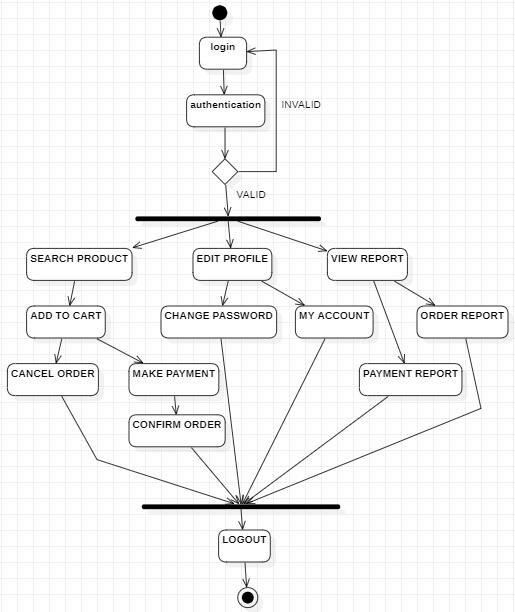 login
authentication
INVALID
VALID
SEARCH PRODUCT
EDIT PROFILE
VIEW REPORT
ADD TO CART
CHANGE PASSWORD
MY ACCOUNT
ORDER REPORT
CANCEL ORDER
MAKE PAYMENT
PAYMENT REPORT
CONFIRM ORDER
LOGOUT